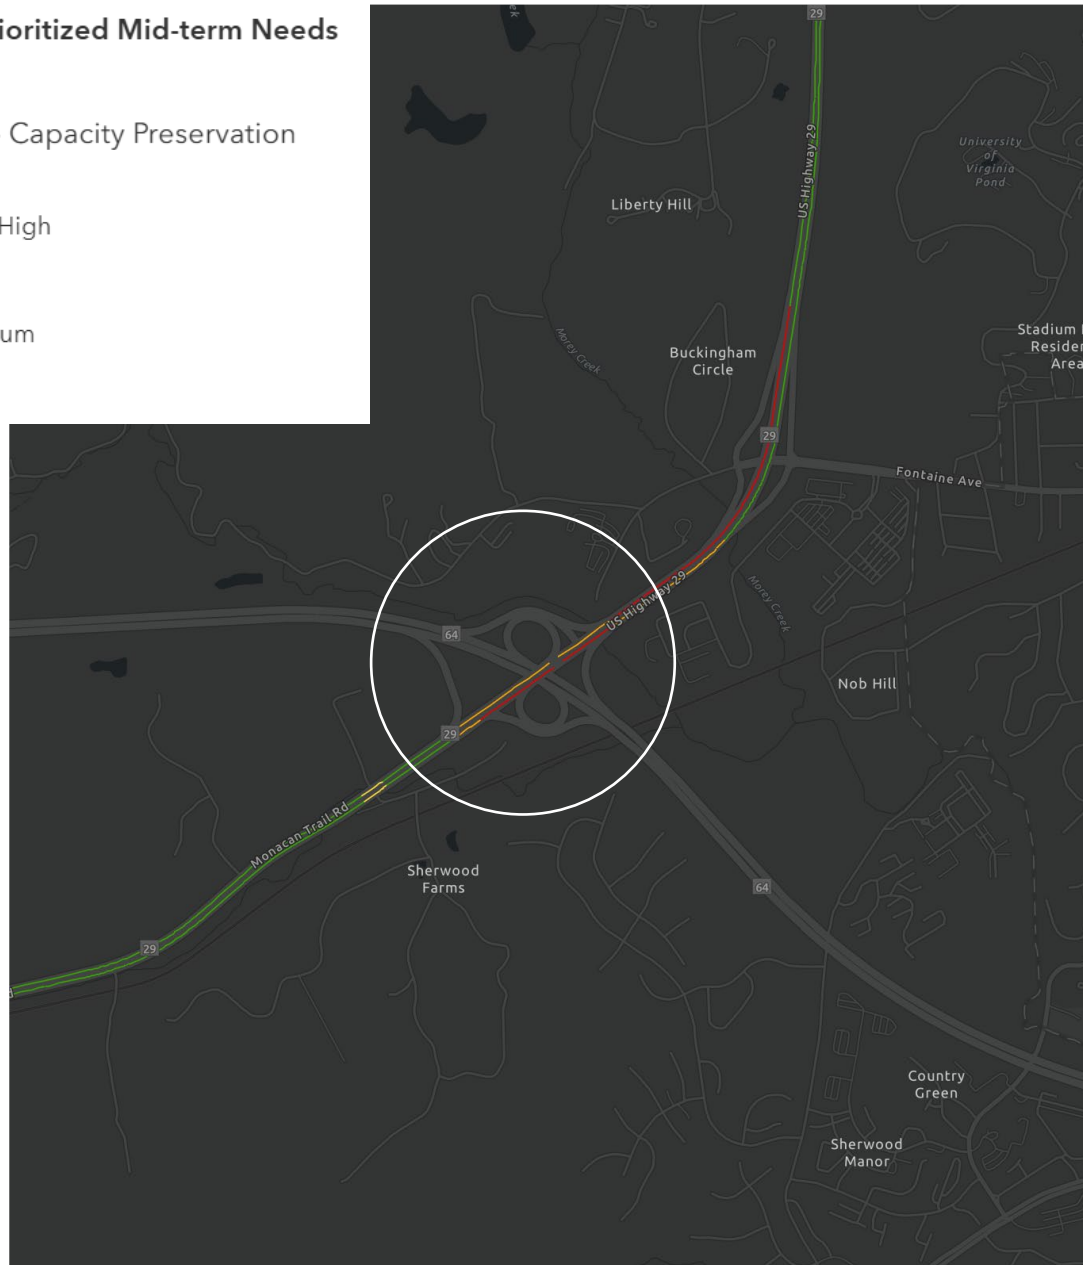 ioritized Mid-term Needs
Capacity Preservation
High
um
29
US Highway 29
University
of
Virginia
Pond
Liberty Hill
Morey Creek
Buckingham
Circle
Stadium
Resider
Area
29
Fontaine Ave
US Highway 29
Morey Creek
64
Nob Hill
29
Monacan Trail Rd
Sherwood
Farms
64
29
Country
Green
Sherwood
Manor